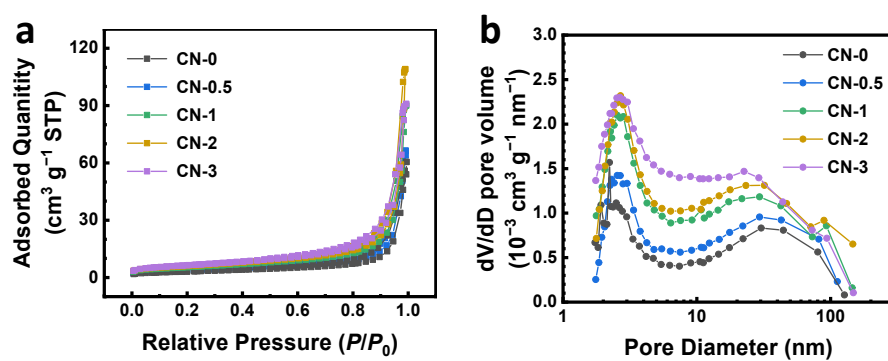 a
Adsorbed Quanitity
(cm³ g⁻¹ STP)
120
90
60
30
0
CN-0
CN-0.5
CN-1
CN-2
CN-3
0.0 0.2 0.4 0.6 0.8 1.0
Relative Pressure (P/P₀)
b
dV/dD pore volume
(10⁻³ cm³ g⁻¹ nm⁻¹)
3.0
2.5
2.0
1.5
1.0
0.5
0.0
CN-0
CN-0.5
CN-1
CN-2
CN-3
1 10 100
Pore Diameter (nm)